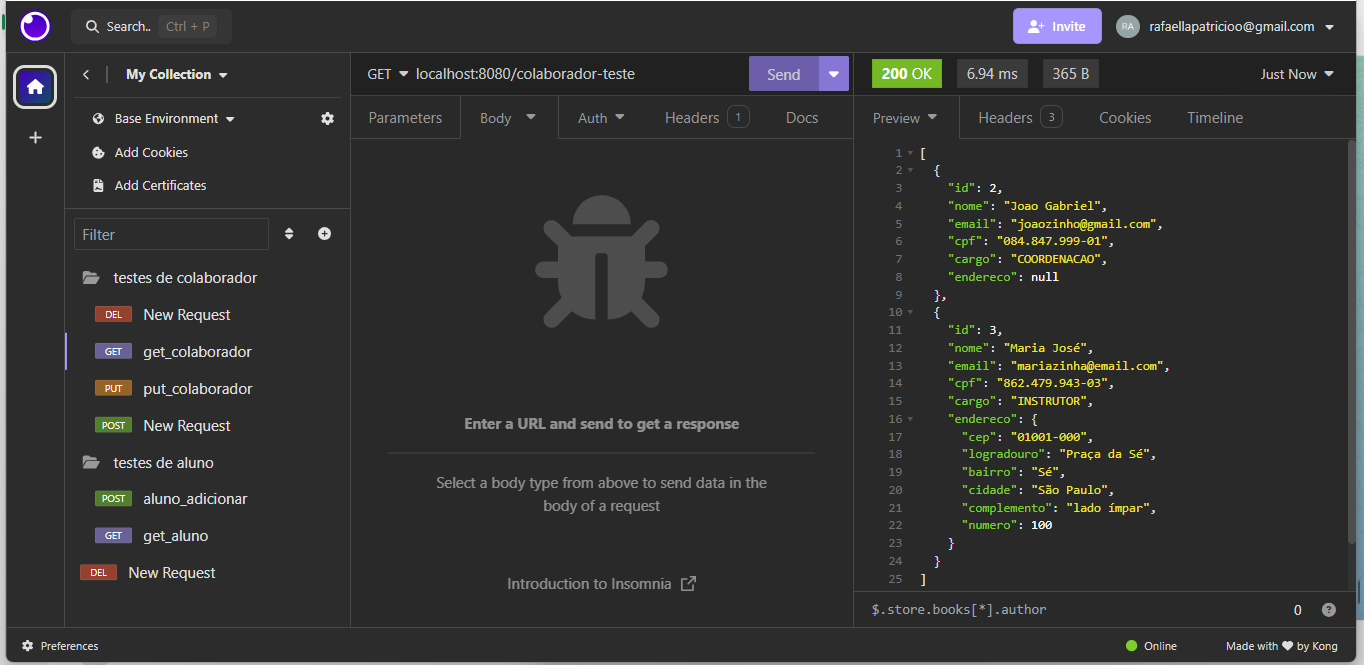 Search.. Ctrl + P
Invite
RA rafaellapatricioo@gmail.com
My Collection
Base Environment
Add Cookies
Add Certificates
Filter
testes de colaborador
DEL New Request
GET get_colaborador
PUT put_colaborador
POST New Request
testes de aluno
POST aluno_adicionar
GET get_aluno
DEL New Request
GET localhost:8080/colaborador-teste Send
Parameters Body Auth Headers 1 Docs
Enter a URL and send to get a response
Select a body type from above to send data in the
body of a request
Introduction to Insomnia
200 OK 6.94 ms 365 B Just Now
Preview Headers 3 Cookies Timeline
1 [
2 {
3 "id": 2,
4 "nome": "Joao Gabriel",
5 "email": "joaozinho@gmail.com",
6 "cpf": "084.847.999-01",
7 "cargo": "COORDENACAO",
8 "endereco": null
9 },
10 {
11 "id": 3,
12 "nome": "Maria José",
13 "email": "mariazinha@email.com",
14 "cpf": "862.479.943-03",
15 "cargo": "INSTRUTOR",
16 "endereco": {
17 "cep": "01001-000",
18 "logradouro": "Praça da Sé",
19 "bairro": "Sé",
20 "cidade": "São Paulo",
21 "complemento": "lado ímpar",
22 "numero": 100
23 }
24 }
25 ]
$.store.books[*].author 0 ?
Preferences
Online
Made with ♥ by Kong